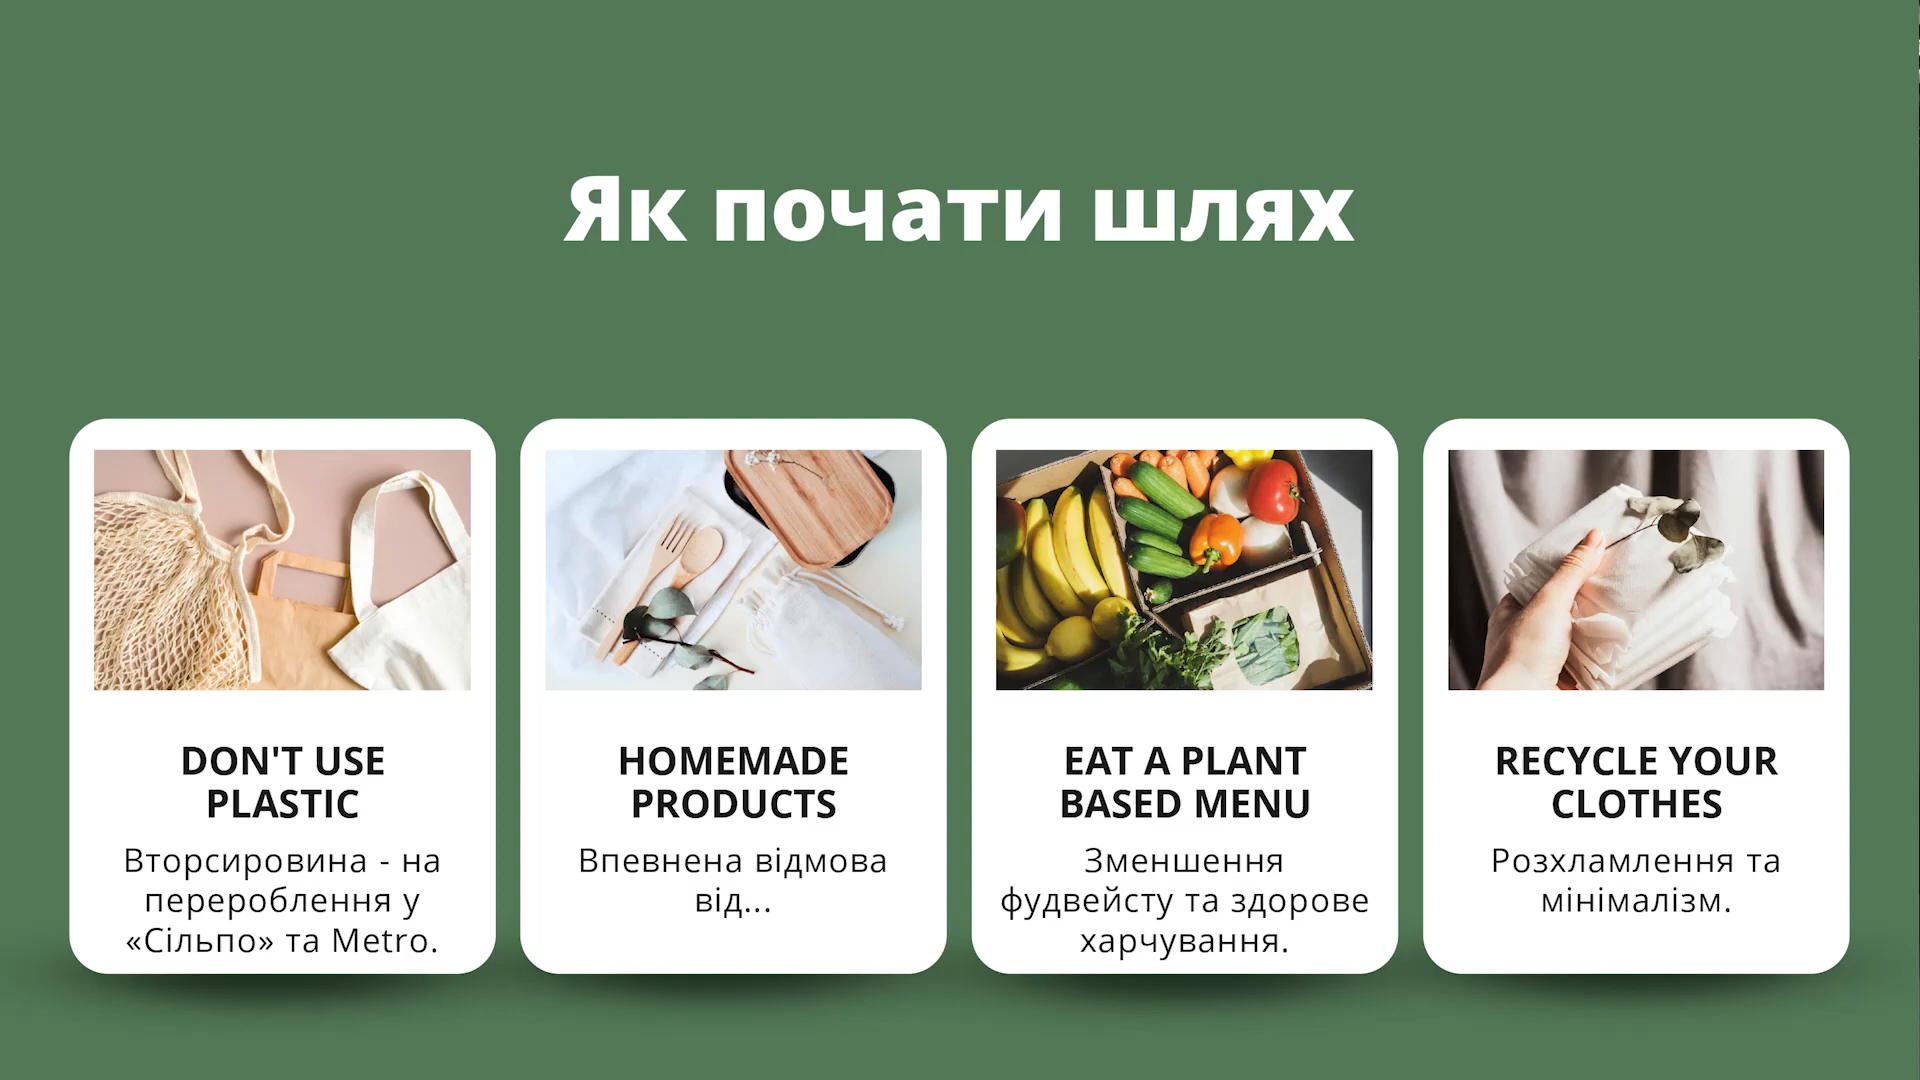 Як почати шлях
DON'T USE
PLASTIC
Вторсировина - на
перероблення у
«Сільпо» та Metro.
HOMEMADE
PRODUCTS
Впевнена відмова
від...
EAT A PLANT
BASED MENU
Зменшення
фудвейсту та здорове
харчування.
RECYCLE YOUR
CLOTHES
Розхламлення та
мінімалізм.